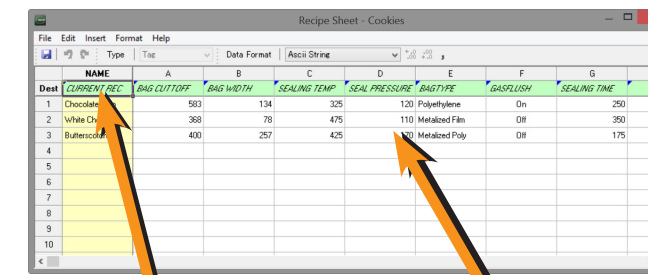 Recipe Sheet - Cookies
File Edit Insert Format Help
Type Tag Data Format Ascii String
NAME A B C D E F G
Dest CURRENT REC BAG CUTTOFF BAG WIDTH SEALING TEMP SEAL PRESSURE BAGTYPE GASFLUSH SEALING TIME
1 Chocolate 583 134 325 120 Polyethylene On 250
2 White 368 78 475 110 Metalized Film Off 350
3 Butterscotch 400 257 425 170 Metalized Poly Off 175
4
5
6
7
8
9
10